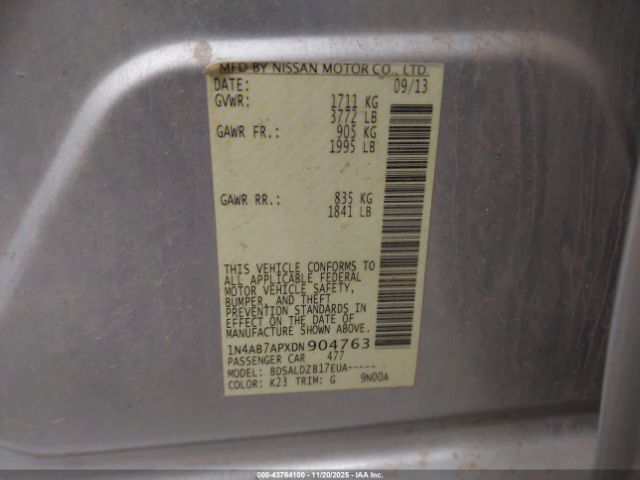 MFD BY NISSAN MOTOR CO., LTD.
DATE: 09/13
GVWR: 1711 KG
3772 LB
GAWR FR.: 905 KG
1995 LB
GAWR RR.: 835 KG
1841 LB
THIS VEHICLE CONFORMS TO
ALL APPLICABLE FEDERAL
MOTOR VEHICLE SAFETY,
BUMPER, AND THEFT
PREVENTION STANDARDS IN
EFFECT ON THE DATE OF
MANUFACTURE SHOWN ABOVE.
1N4AB7APXDN904763
PASSENGER CAR 477
MODEL: BDSALDZB17EUA-----
COLOR: K23 TRIM: G 9N00A
00-43764100 | 11/20/2025 | IAAI.COM